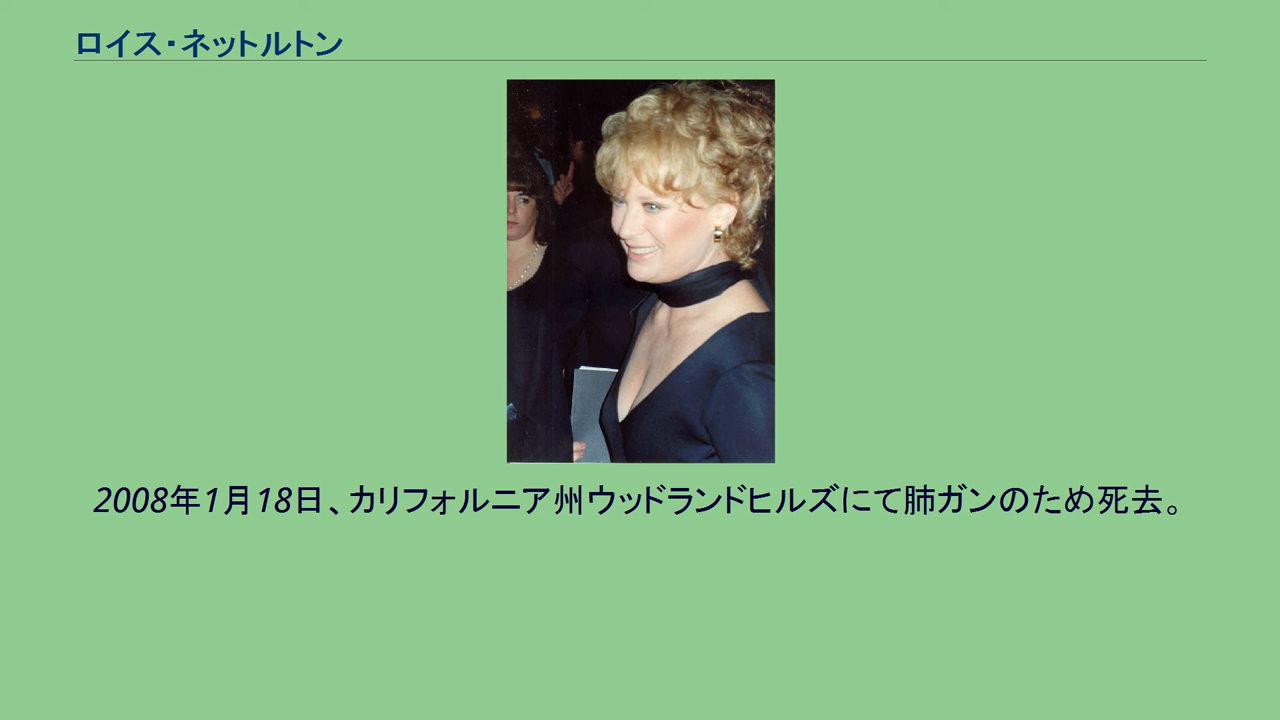 ロイス・ネットルトン
2008年1月18日、カリフォルニア州ウッドランドヒルズにて肺ガンのため死去。